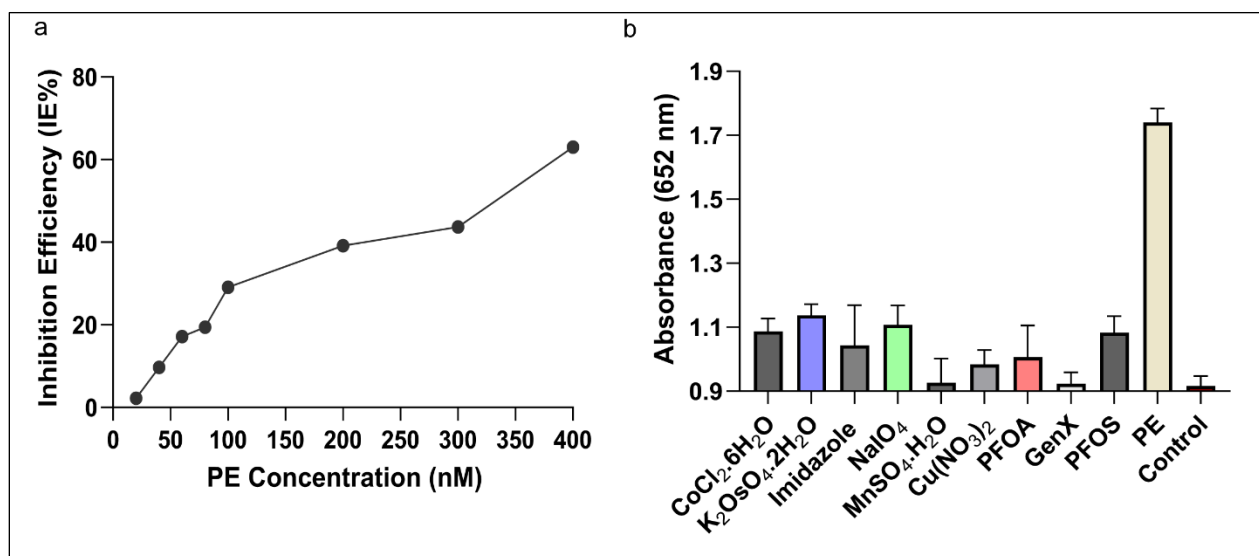 a
80
60
40
20
0
Inhibition Efficiency (IE%)
0 50 100 150 200 250 300 350 400
PE Concentration (nM)
b
1.9
1.7
1.5
1.3
1.1
0.9
Absorbance (652 nm)
CoCl₂.6H₂O
K₂OsO₄.2H₂O
Imidazole
NaIO₄
MnSO₄.H₂O
Cu(NO₃)₂
PFOA
GenX
PFOS
PE
Control